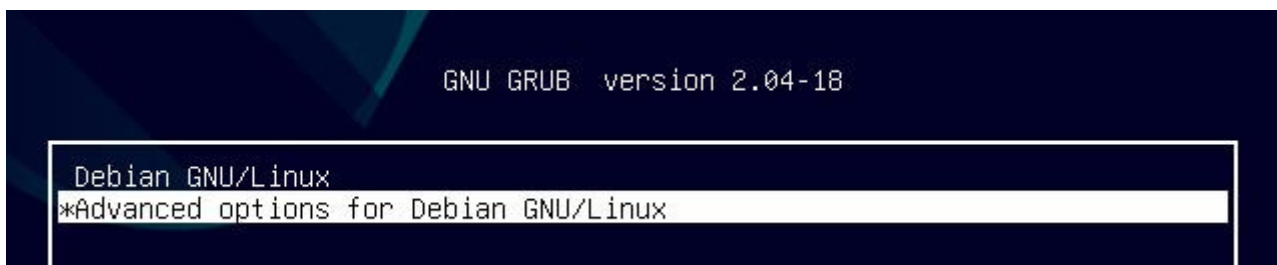 GNU GRUB  version 2.04-18
Debian GNU/Linux
*Advanced options for Debian GNU/Linux